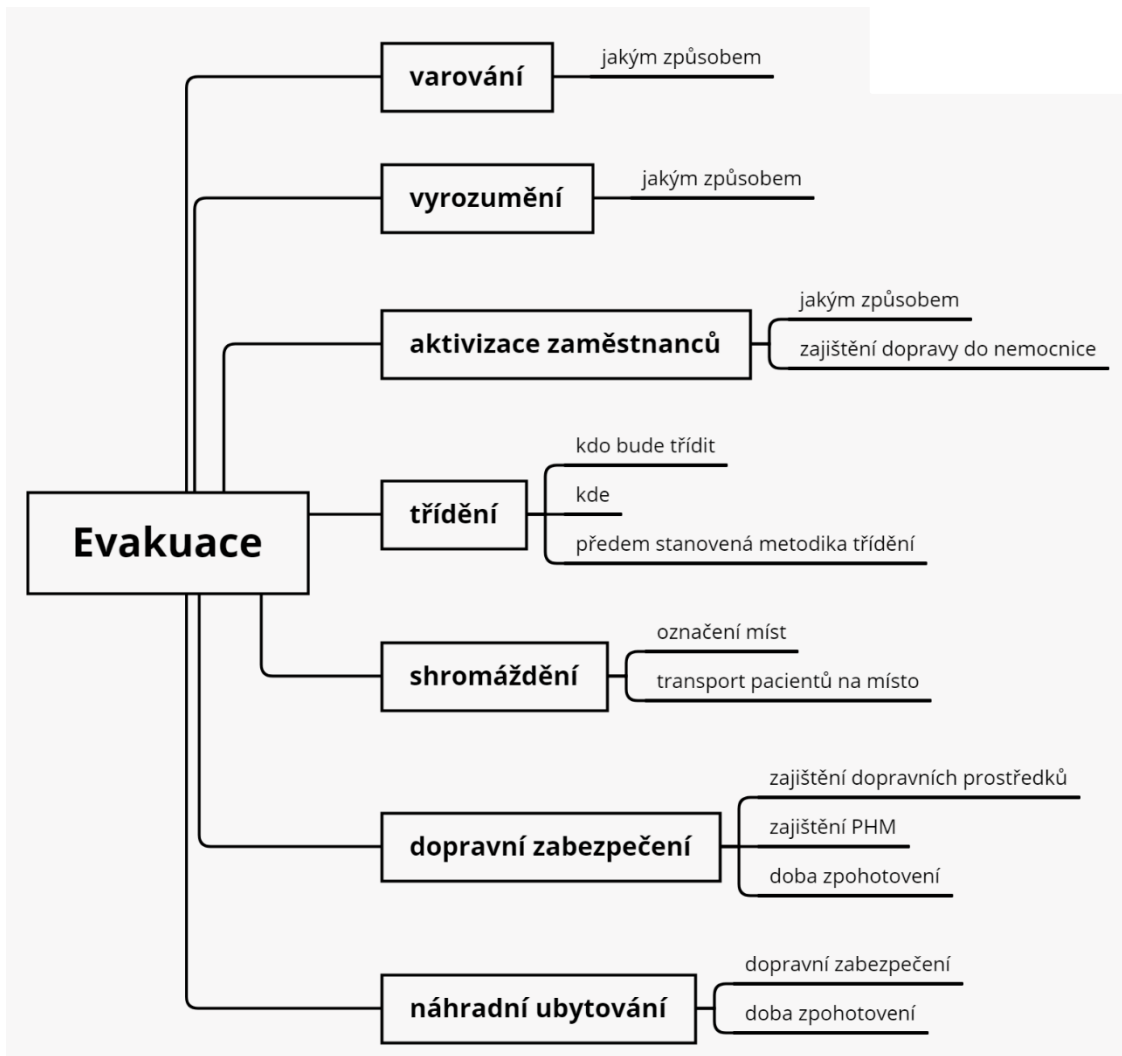 Evakuace
varování
jakým způsobem
vyrozumění
jakým způsobem
aktivizace zaměstnanců
jakým způsobem
zajištění dopravy do nemocnice
třídění
kdo bude třídit
kde
předem stanovená metodika třídění
shromáždění
označení míst
transport pacientů na místo
dopravní zabezpečení
zajištění dopravních prostředků
zajištění PHM
doba zpohotovení
náhradní ubytování
dopravní zabezpečení
doba zpohotovení